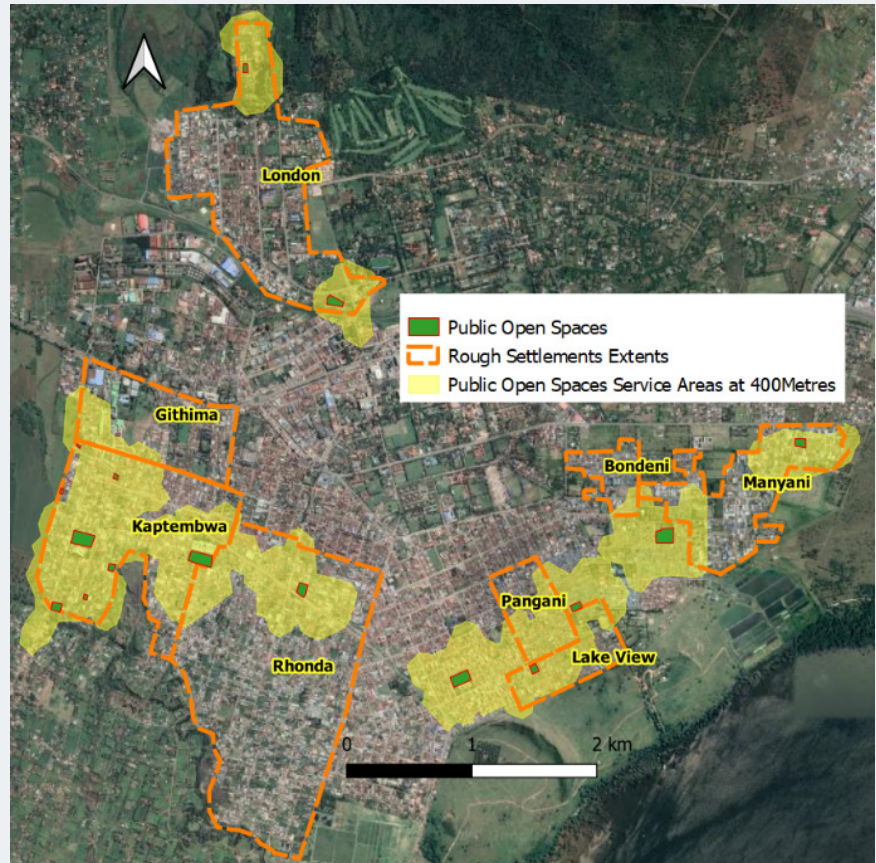 London
Public Open Spaces
Rough Settlements Extents
Public Open Spaces Service Areas at 400Metres
Githima
Bondeni
Manyani
Kaptembwa
Pangani
Lake View
Rhonda
0 1 2 km